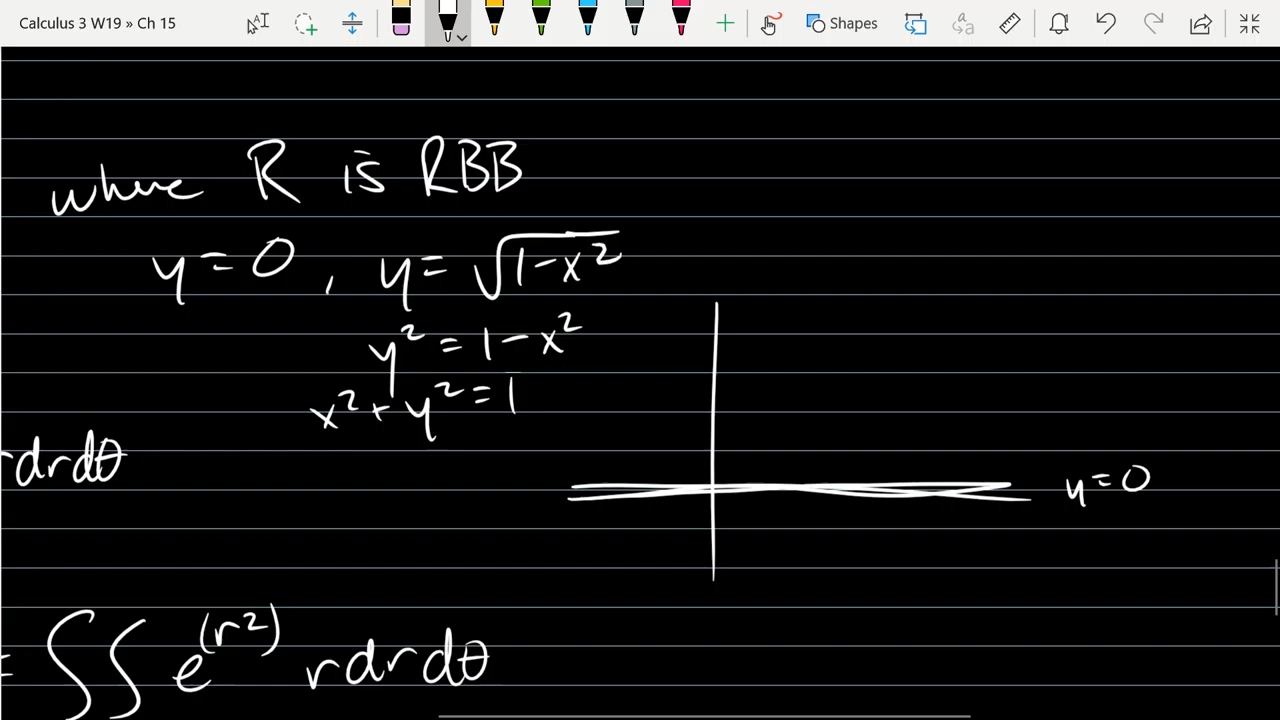 Calculus 3 W19 » Ch 15
Shapes
where R is RBB
y = 0 , y = √(1-x²)
y² = 1 - x²
x² + y² = 1
rdrdθ
y = 0
= ∫∫ e^(r²) rdrdθ